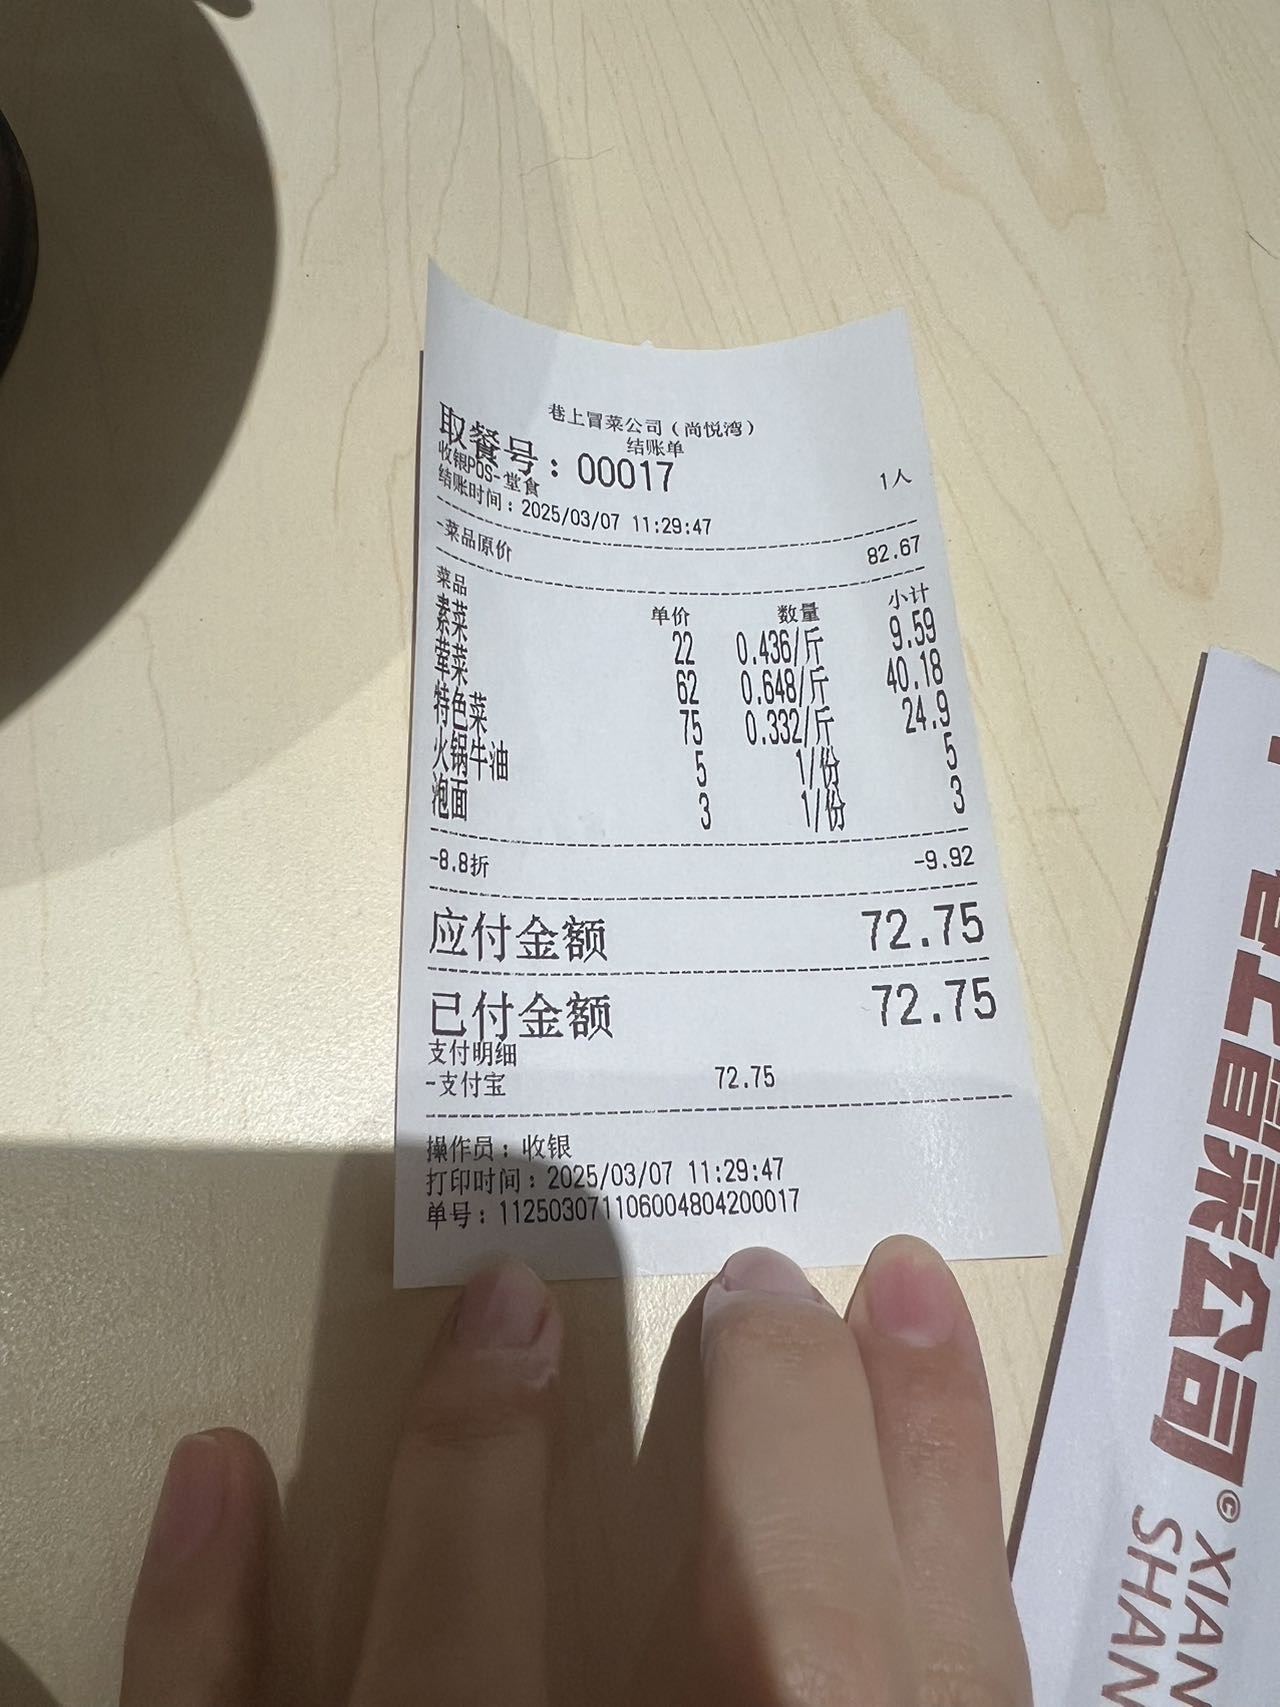 巷上冒菜公司（尚悦湾）
结账单
取餐号：00017
收银POS-堂食 1人
结账时间：2025/03/07 11:29:47
-菜品原价 82.67
菜品 单价 数量 小计
素菜 22 0.436/斤 9.59
荤菜 62 0.648/斤 40.18
特色菜 75 0.332/斤 24.9
火锅牛油 5 1/份 5
泡面 3 1/份 3
-8.8折 -9.92
应付金额 72.75
已付金额 72.75
支付明细
-支付宝 72.75
操作员：收银
打印时间：2025/03/07 11:29:47
单号：112503071106004804200017
巷上冒菜公司©
XIAN
SHAN